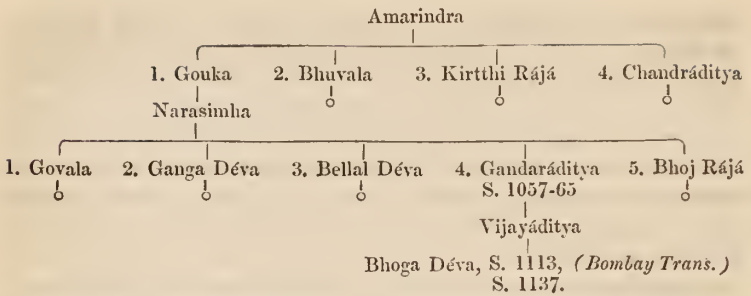 Amarindra
1. Gouka 2. Bhuvala 3. Kirtthi Rájá 4. Chandráditya
Narasimha
1. Govala 2. Ganga Déva 3. Bellal Déva 4. Gandaráditya 5. Bhoj Rájá
S. 1057-65
Vijayáditya
Bhoga Déva, S. 1113, (Bombay Trans.)
S. 1137.